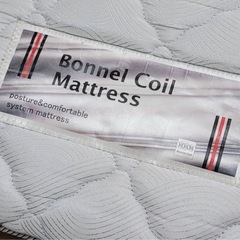 Bonnel Coil
Mattress
posture&comfortable
system mattress